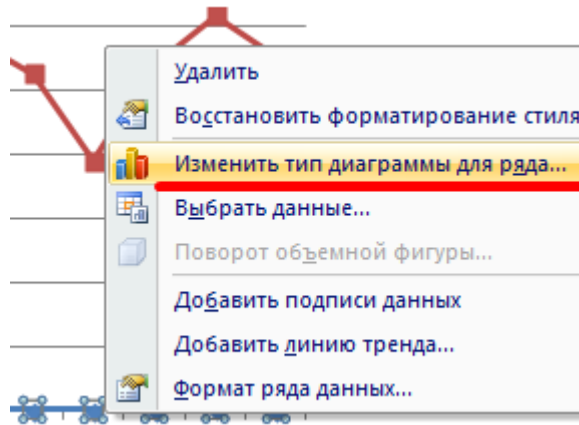 Удалить
Восстановить форматирование стиля
Изменить тип диаграммы для ряда...
Выбрать данные...
Поворот объемной фигуры...
Добавить подписи данных
Добавить линию тренда...
Формат ряда данных...